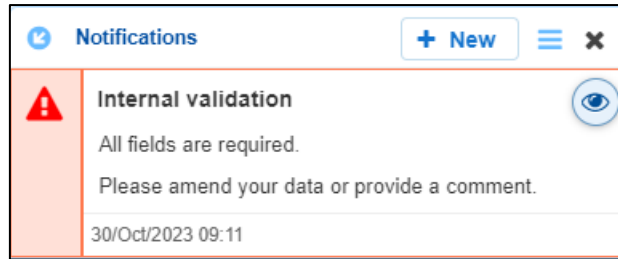 Notifications
+ New
Internal validation
All fields are required.
Please amend your data or provide a comment.
30/Oct/2023 09:11